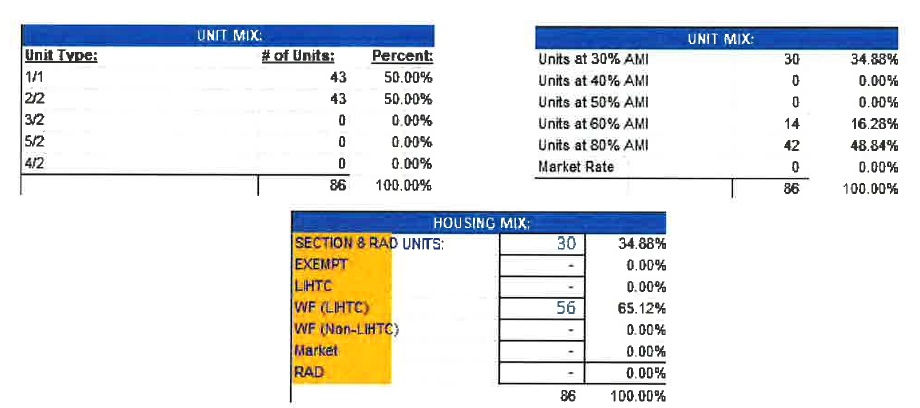 UNIT MIX:
Unit Type: # of Units: Percent:
1/1 43 50.00%
2/2 43 50.00%
3/2 0 0.00%
5/2 0 0.00%
4/2 0 0.00%
86 100.00%
UNIT MIX:
Units at 30% AMI 30 34.88%
Units at 40% AMI 0 0.00%
Units at 50% AMI 0 0.00%
Units at 60% AMI 14 16.28%
Units at 80% AMI 42 48.84%
Market Rate 0 0.00%
86 100.00%
HOUSING MIX:
SECTION 8 RAD UNITS: 30 34.88%
EXEMPT - 0.00%
LIHTC - 0.00%
WF (LIHTC) 56 65.12%
WF (Non-LIHTC) - 0.00%
Market - 0.00%
RAD - 0.00%
86 100.00%